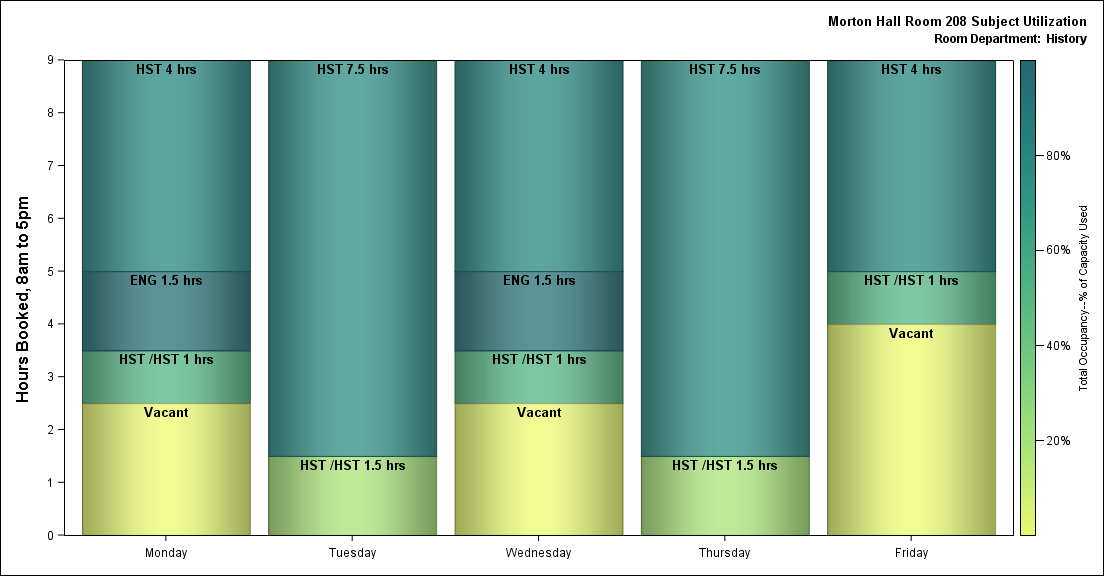 Morton Hall Room 208 Subject Utilization
Room Department: History
Hours Booked, 8am to 5pm
9
8
7
6
5
4
3
2
1
0
HST 4 hrs
ENG 1.5 hrs
HST /HST 1 hrs
Vacant
HST 7.5 hrs
HST /HST 1.5 hrs
HST 4 hrs
ENG 1.5 hrs
HST /HST 1 hrs
Vacant
HST 7.5 hrs
HST /HST 1.5 hrs
HST 4 hrs
HST /HST 1 hrs
Vacant
Monday
Tuesday
Wednesday
Thursday
Friday
80%
60%
40%
20%
Total Occupancy--% of Capacity Used